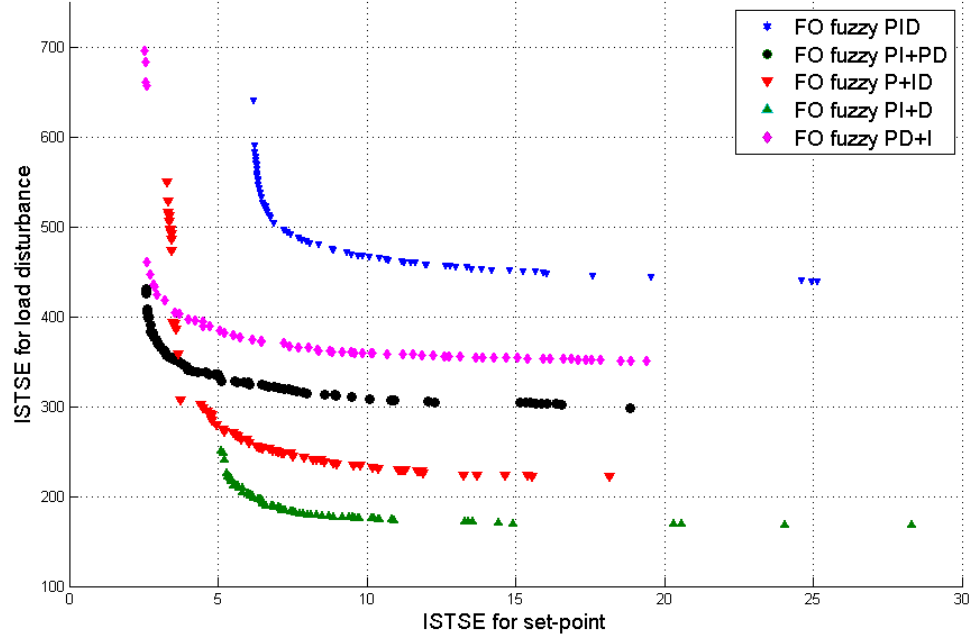 FO fuzzy PID
FO fuzzy PI+PD
FO fuzzy P+ID
FO fuzzy PI+D
FO fuzzy PD+I
ISTSE for load disturbance
700
600
500
400
300
200
100
0 5 10 15 20 25 30
ISTSE for set-point